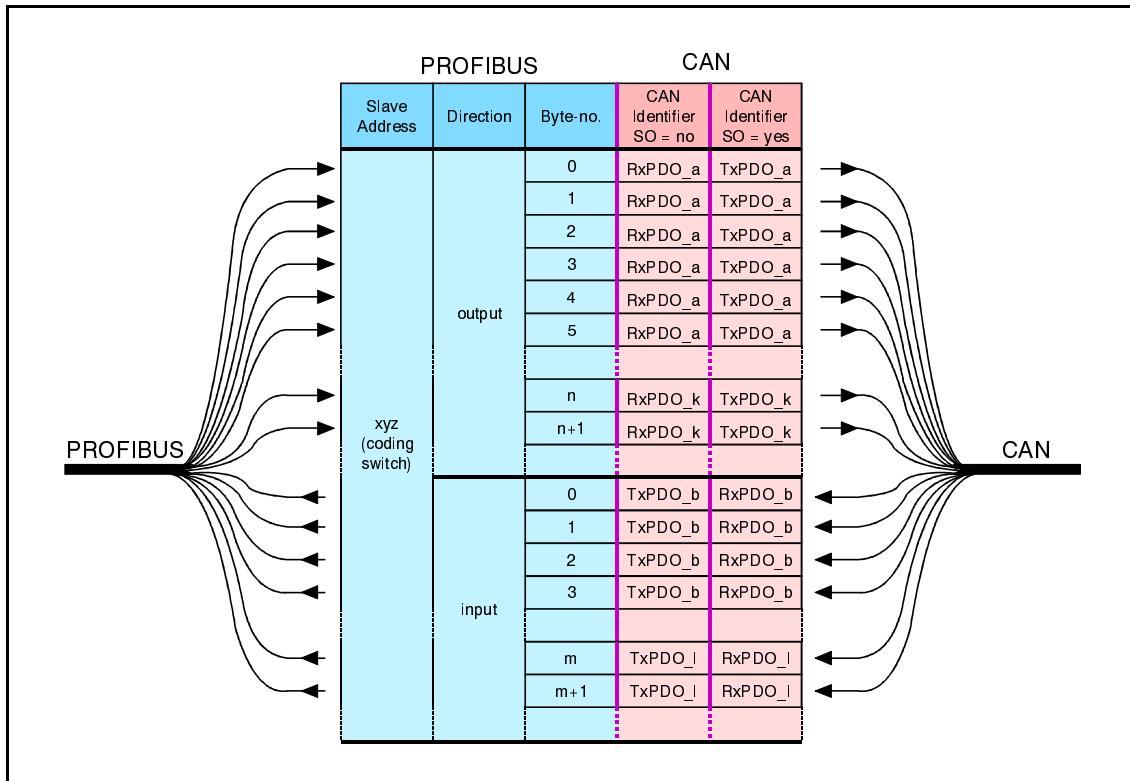 PROFIBUS CAN
Slave Address Direction Byte-no. CAN Identifier SO = no CAN Identifier SO = yes
xyz (coding switch)
output
0 RxPDO_a TxPDO_a
1 RxPDO_a TxPDO_a
2 RxPDO_a TxPDO_a
3 RxPDO_a TxPDO_a
4 RxPDO_a TxPDO_a
5 RxPDO_a TxPDO_a
n RxPDO_k TxPDO_k
n+1 RxPDO_k TxPDO_k
input
0 TxPDO_b RxPDO_b
1 TxPDO_b RxPDO_b
2 TxPDO_b RxPDO_b
3 TxPDO_b RxPDO_b
m TxPDO_l RxPDO_l
m+1 TxPDO_l RxPDO_l
PROFIBUS
CAN